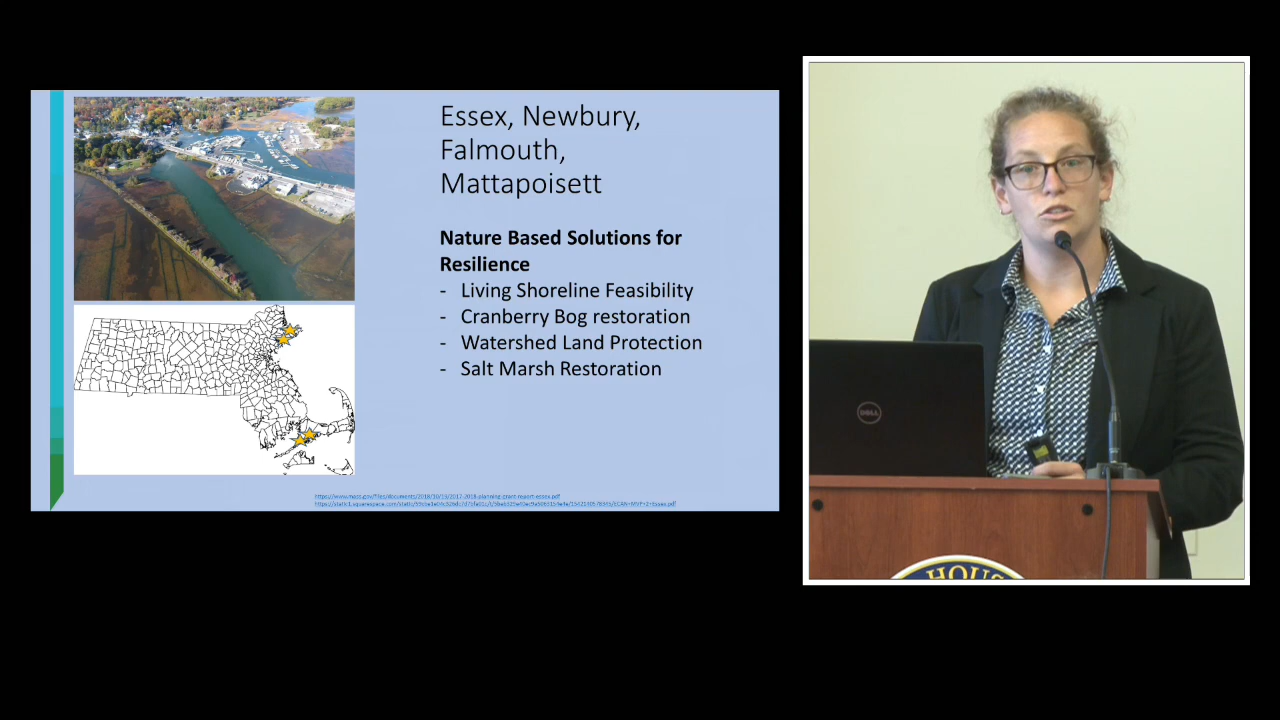 Essex, Newbury,
Falmouth,
Mattapoisett
Nature Based Solutions for
Resilience
- Living Shoreline Feasibility
- Cranberry Bog restoration
- Watershed Land Protection
- Salt Marsh Restoration
DELL
HOUS